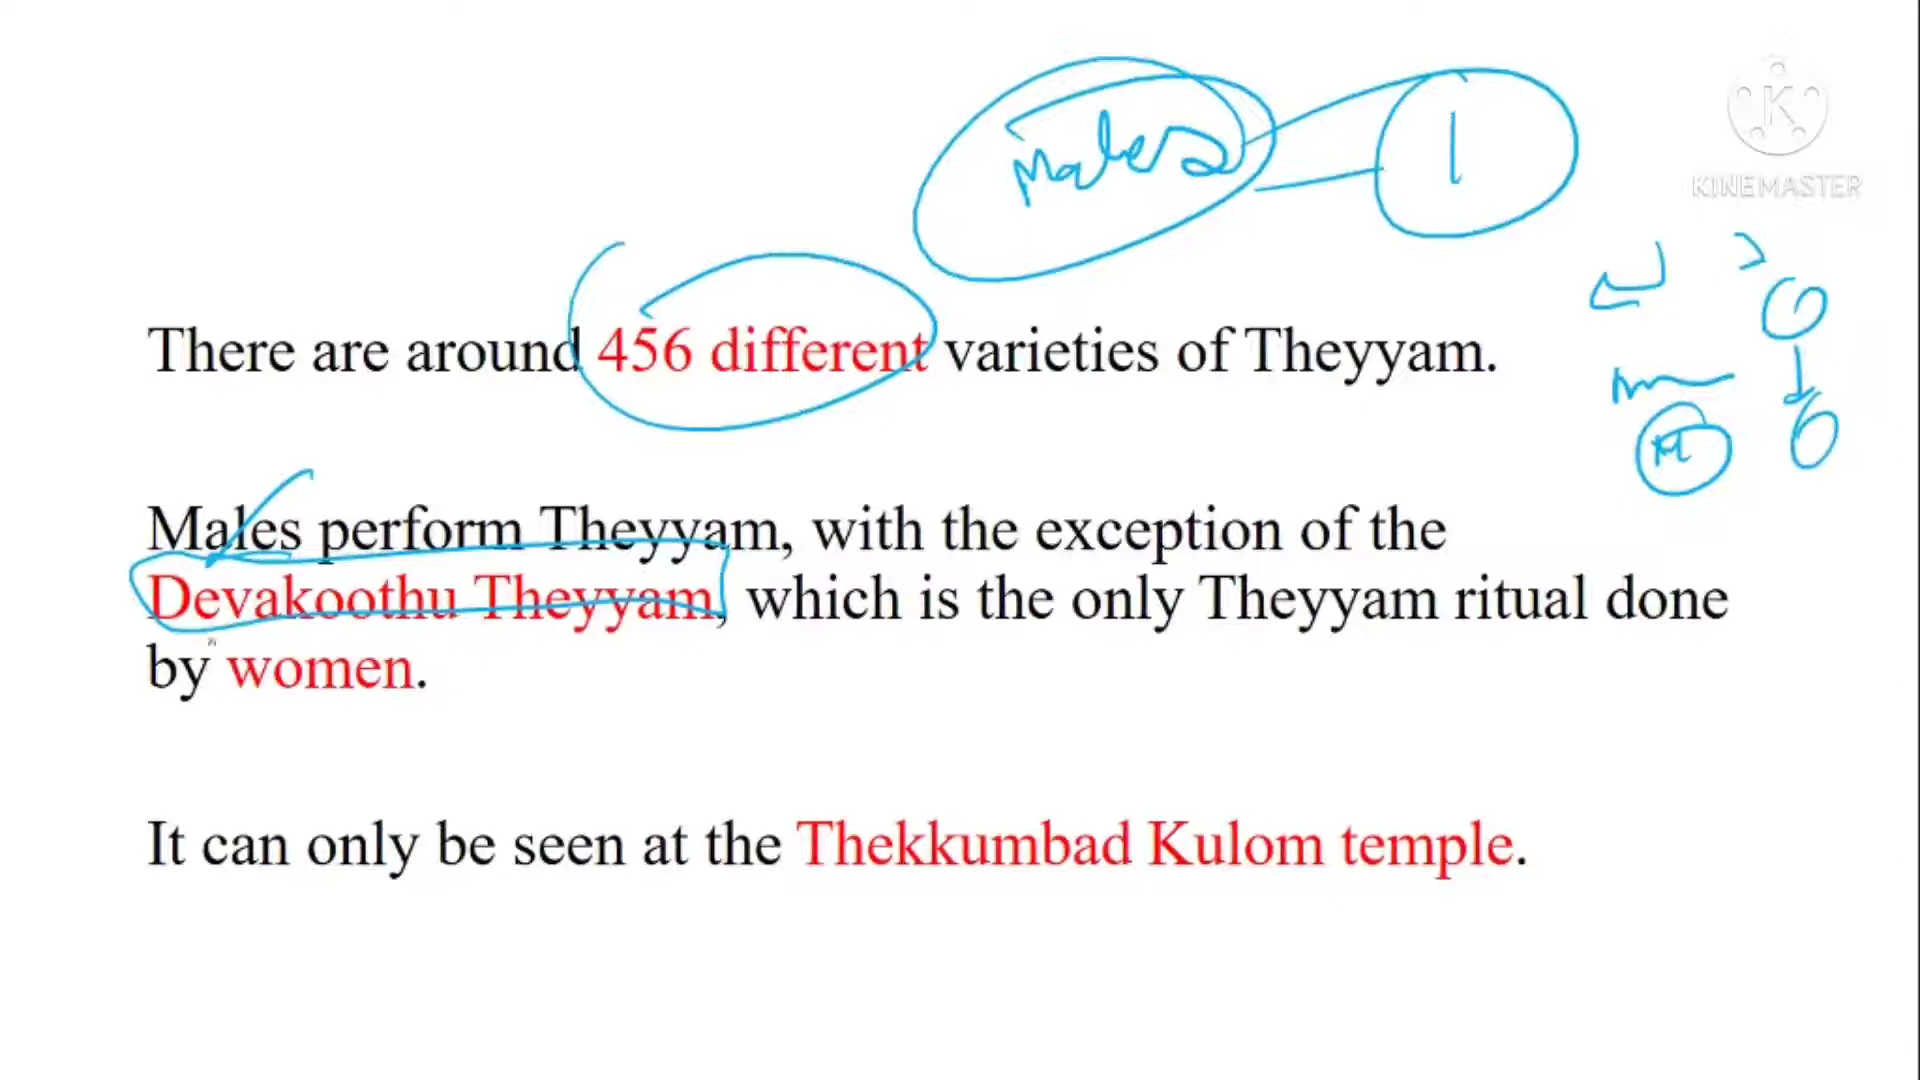 Males 1
KINEMASTER
There are around 456 different varieties of Theyyam.
Males perform Theyyam, with the exception of the
Devakoothu Theyyam, which is the only Theyyam ritual done
by women.
It can only be seen at the Thekkumbad Kulom temple.